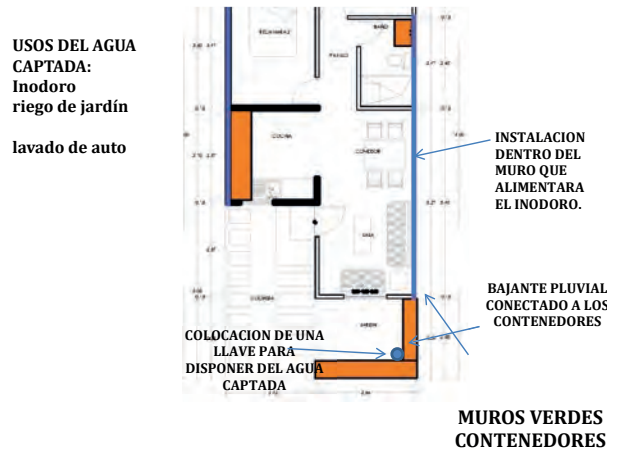 USOS DEL AGUA
CAPTADA:
Inodoro
riego de jardín
lavado de auto
RECAMARA
BAÑO
PASILLO
COCINA
COMEDOR
SALA
COCHERA
JARDIN
INSTALACION
DENTRO DEL
MURO QUE
ALIMENTARA
EL INODORO.
BAJANTE PLUVIAL
CONECTADO A LOS
CONTENEDORES
COLOCACION DE UNA
LLAVE PARA
DISPONER DEL AGUA
CAPTADA
MUROS VERDES
CONTENEDORES